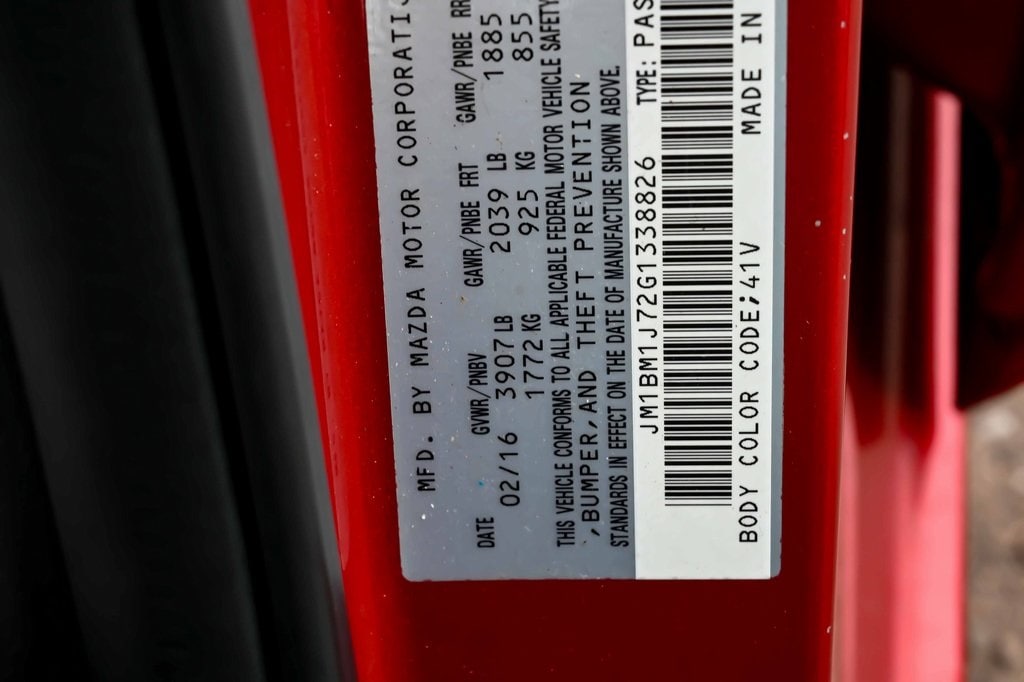 MFD. BY MAZDA MOTOR CORPORATIO
DATE GVWR/PNBV GAWR/PNBE FRT GAWR/PNBE RR
02/16 3907 LB 2039 LB 1885
1772 KG 925 KG 855
THIS VEHICLE CONFORMS TO ALL APPLICABLE FEDERAL MOTOR VEHICLE SAFETY
,BUMPER,AND THEFT PREVENTION
STANDARDS IN EFFECT ON THE DATE OF MANUFACTURE SHOWN ABOVE.
JM1BM1J72G1338826 TYPE: PAS
BODY COLOR CODE;41V MADE IN